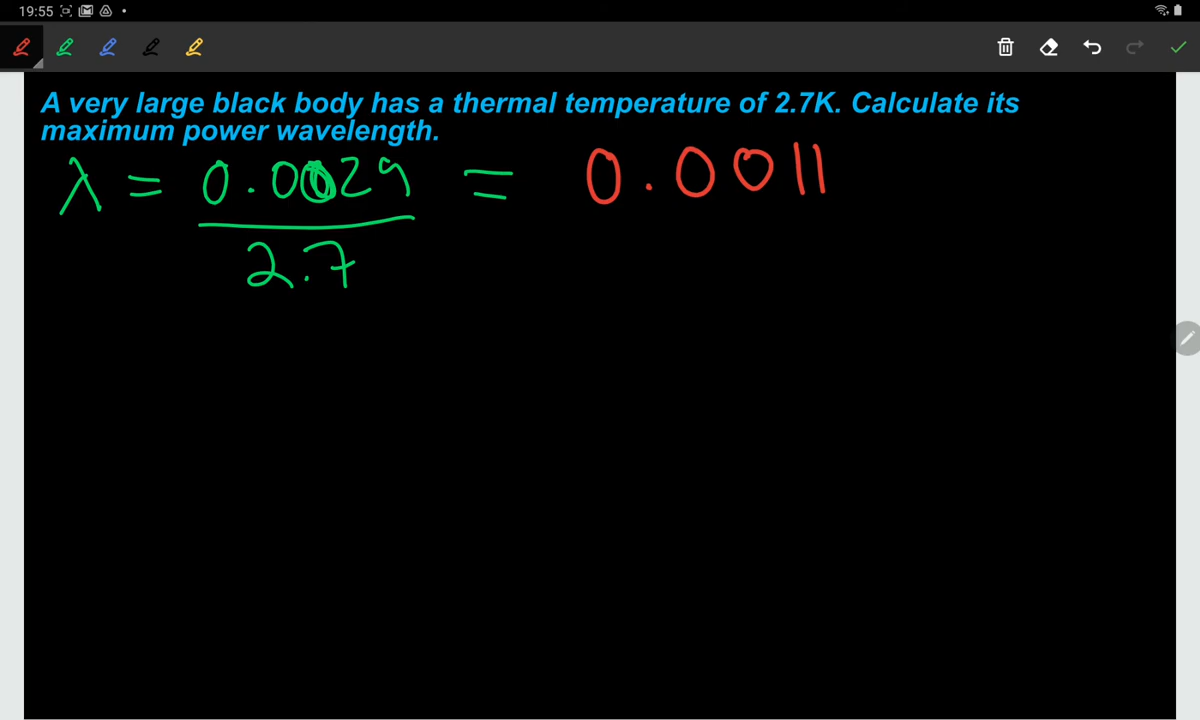 19:55
A very large black body has a thermal temperature of 2.7K. Calculate its
maximum power wavelength.
λ = 0.0029 = 0.0011
2.7